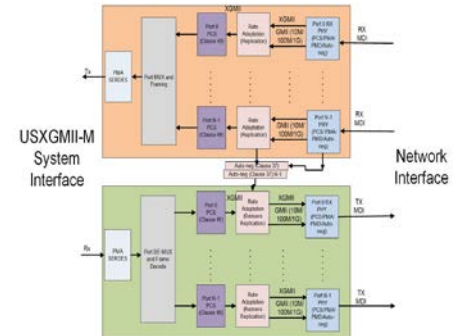 XGMII
Port 0
PCS
(Clause 49)
Rate
Adaptation
(Replication)
XGMII
GMII (10M/
100M/1G)
Port 0 RX
PHY
(PCS/PMA/
PMD/Auto-
neg)
RX
MDI
Tx
PMA
SERDES
Port MUX and
Framing
Port N-1
PCS
(Clause 49)
Rate
Adaptation
(Replication)
XGMII
GMII (10M/
100M/1G)
Port N-1
PHY
(PCS/PMA/
PMD/Auto-
neg)
RX
MDI
USXGMII-M
System
Interface
Network
Interface
Auto-neg (Clause 37)
Auto-neg (Clause 37) N-1
XGMII
Port 0
PCS
(Clause 49)
Rate
Adaptation
(Remove
Replication)
XGMII
GMII (10M/
100M/1G)
PHY
(PCS/PMA/
PMD/Auto-
neg)
TX
MDI
Rx
PMA
SERDES
Port DE-MUX
and Frame
Decode
Port N-1
PCS
(Clause 49)
Rate
Adaptation
(Remove
Replication)
XGMII
GMII (10M/
100M/1G)
Port N-1
PHY
(PCS/PMA/
PMD/Auto-
neg)
TX
MDI